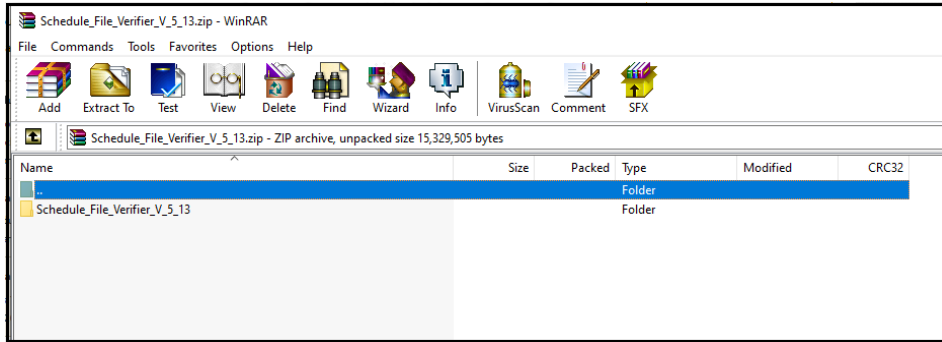 Schedule_File_Verifier_V_5_13.zip - WinRAR
File Commands Tools Favorites Options Help
Add Extract To Test View Delete Find Wizard Info VirusScan Comment SFX
Schedule_File_Verifier_V_5_13.zip - ZIP archive, unpacked size 15,329,505 bytes
Name Size Packed Type Modified CRC32
.. Folder
Schedule_File_Verifier_V_5_13 Folder